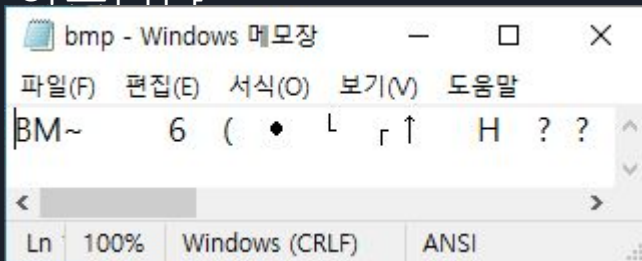 bmp - Windows 메모장
파일(F) 편집(E) 서식(O) 보기(V) 도움말
BM~ 6 ( • └ ┌ ↑ H ? ?
Ln 100% Windows (CRLF) ANSI